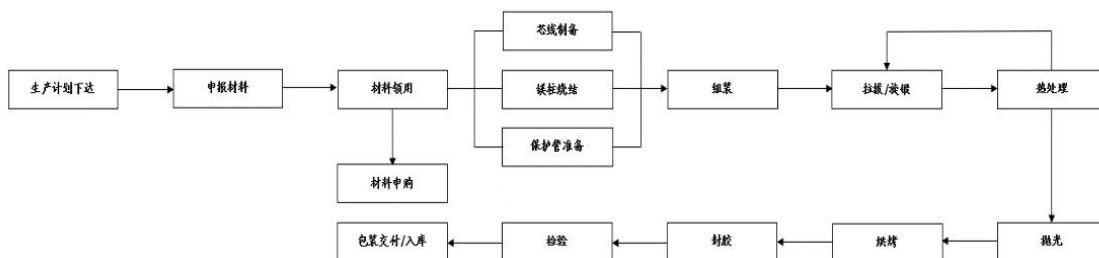 芯线制备
生产计划下达
申报材料
材料领用
镁柱烧结
组装
拉拔/旋锻
热处理
保护管准备
材料申购
包装交付/入库
检验
封胶
烘烤
抛光